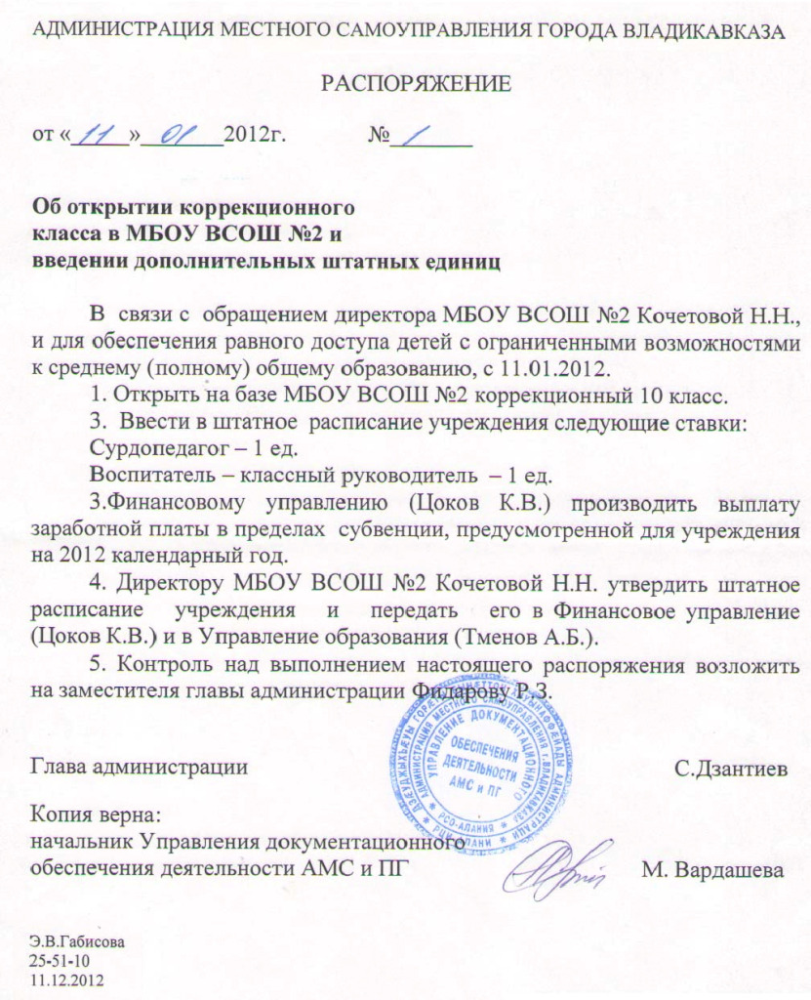 АДМИНИСТРАЦИЯ МЕСТНОГО САМОУПРАВЛЕНИЯ ГОРОДА ВЛАДИКАВКАЗА
РАСПОРЯЖЕНИЕ
от «11» 01 2012г. № 1
Об открытии коррекционного
класса в МБОУ ВСОШ №2 и
введении дополнительных штатных единиц
В связи с обращением директора МБОУ ВСОШ №2 Кочетовой Н.Н.,
и для обеспечения равного доступа детей с ограниченными возможностями
к среднему (полному) общему образованию, с 11.01.2012.
1. Открыть на базе МБОУ ВСОШ №2 коррекционный 10 класс.
3. Ввести в штатное расписание учреждения следующие ставки:
Сурдопедагог – 1 ед.
Воспитатель – классный руководитель – 1 ед.
3.Финансовому управлению (Цоков К.В.) производить выплату
заработной платы в пределах субвенции, предусмотренной для учреждения
на 2012 календарный год.
4. Директору МБОУ ВСОШ №2 Кочетовой Н.Н. утвердить штатное
расписание учреждения и передать его в Финансовое управление
(Цоков К.В.) и в Управление образования (Тменов А.Б.).
5. Контроль над выполнением настоящего распоряжения возложить
на заместителя главы администрации Фидарову Р.З.
АДМИНИСТРАЦИЯ МЕСТНОГО САМОУПРАВЛЕНИЯ г.ВЛАДИКАВКАЗА
РСО-АЛАНИЯ
УПРАВЛЕНИЕ ДОКУМЕНТАЦИОННОГО
ОБЕСПЕЧЕНИЯ
ДЕЯТЕЛЬНОСТИ
АМС и ПГ
Глава администрации С.Дзантиев
Копия верна:
начальник Управления документационного
обеспечения деятельности АМС и ПГ М. Вардашева
Э.В.Габисова
25-51-10
11.12.2012